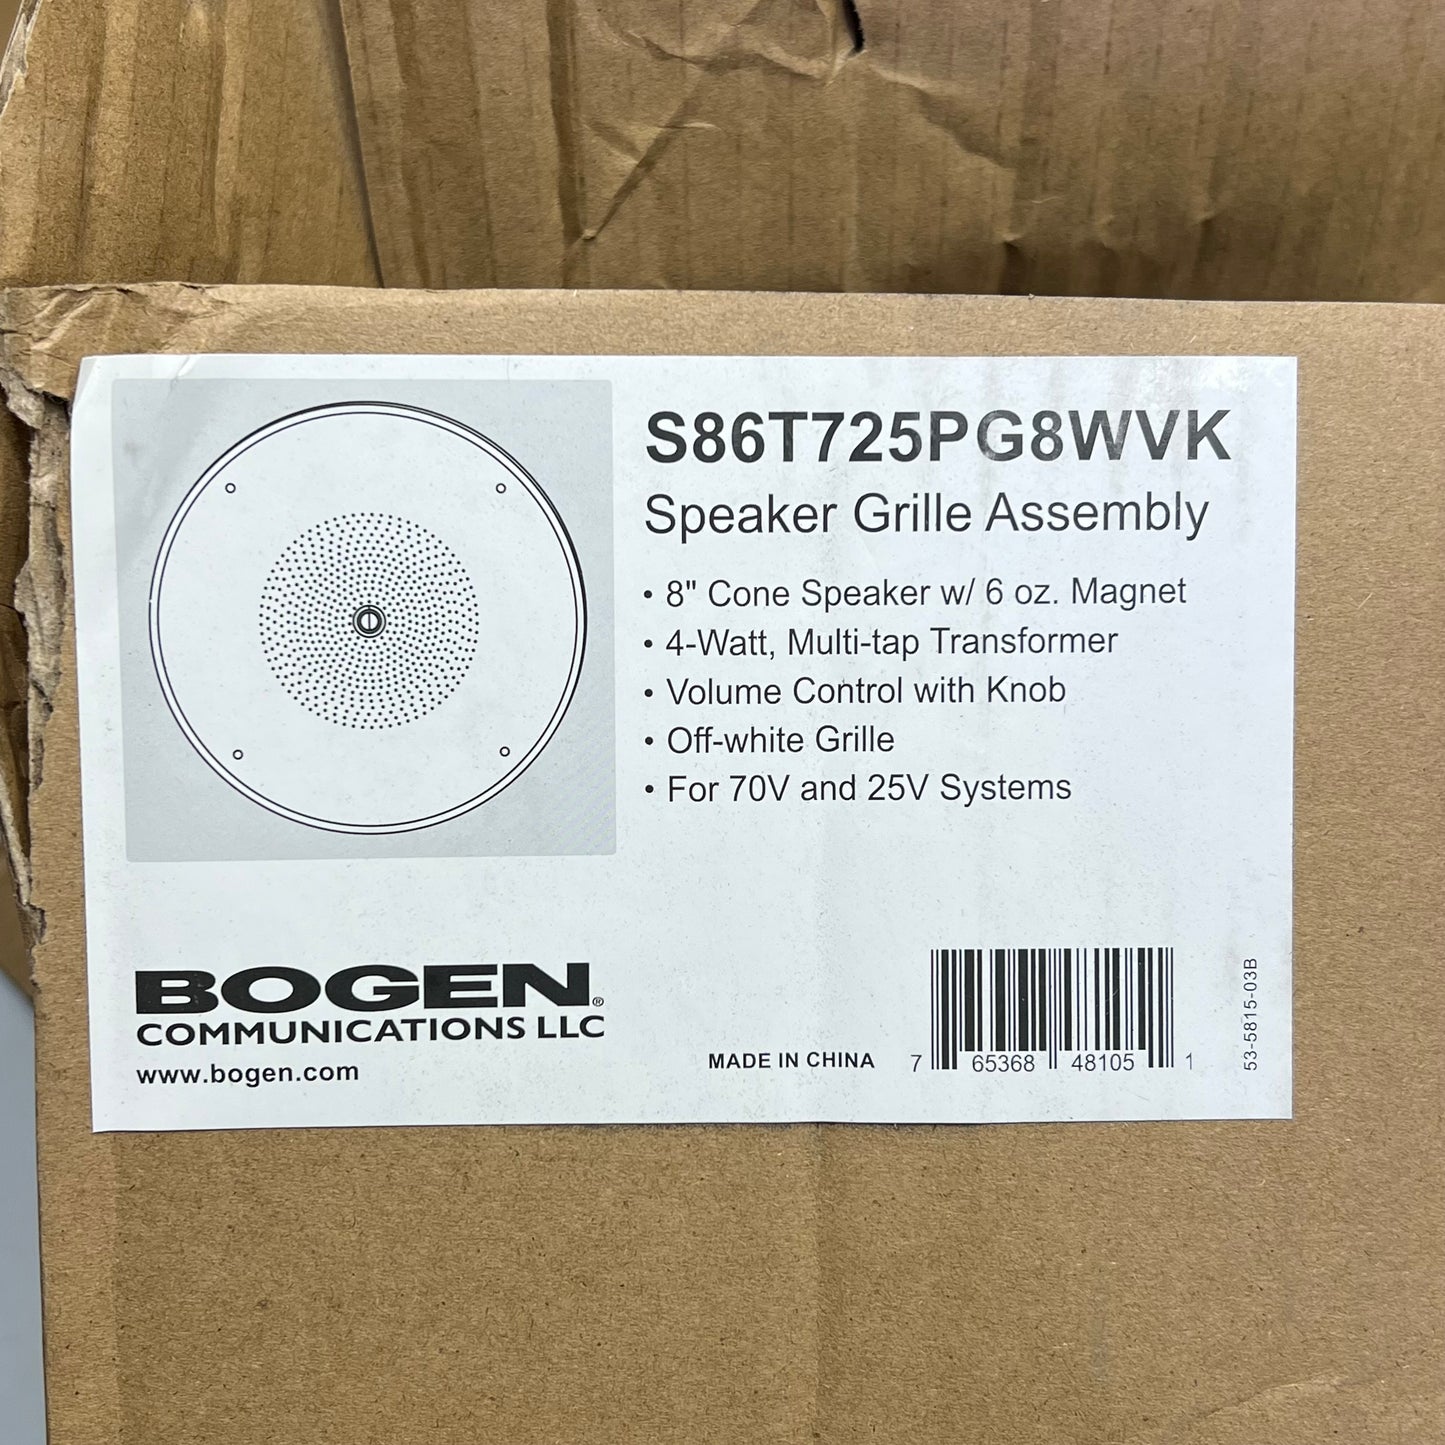 S86T725PG8WVK
Speaker Grille Assembly
• 8" Cone Speaker w/ 6 oz. Magnet
• 4-Watt, Multi-tap Transformer
• Volume Control with Knob
• Off-white Grille
• For 70V and 25V Systems
BOGEN®
COMMUNICATIONS LLC
www.bogen.com
MADE IN CHINA
7 65368 48105 1
53-5815-03B